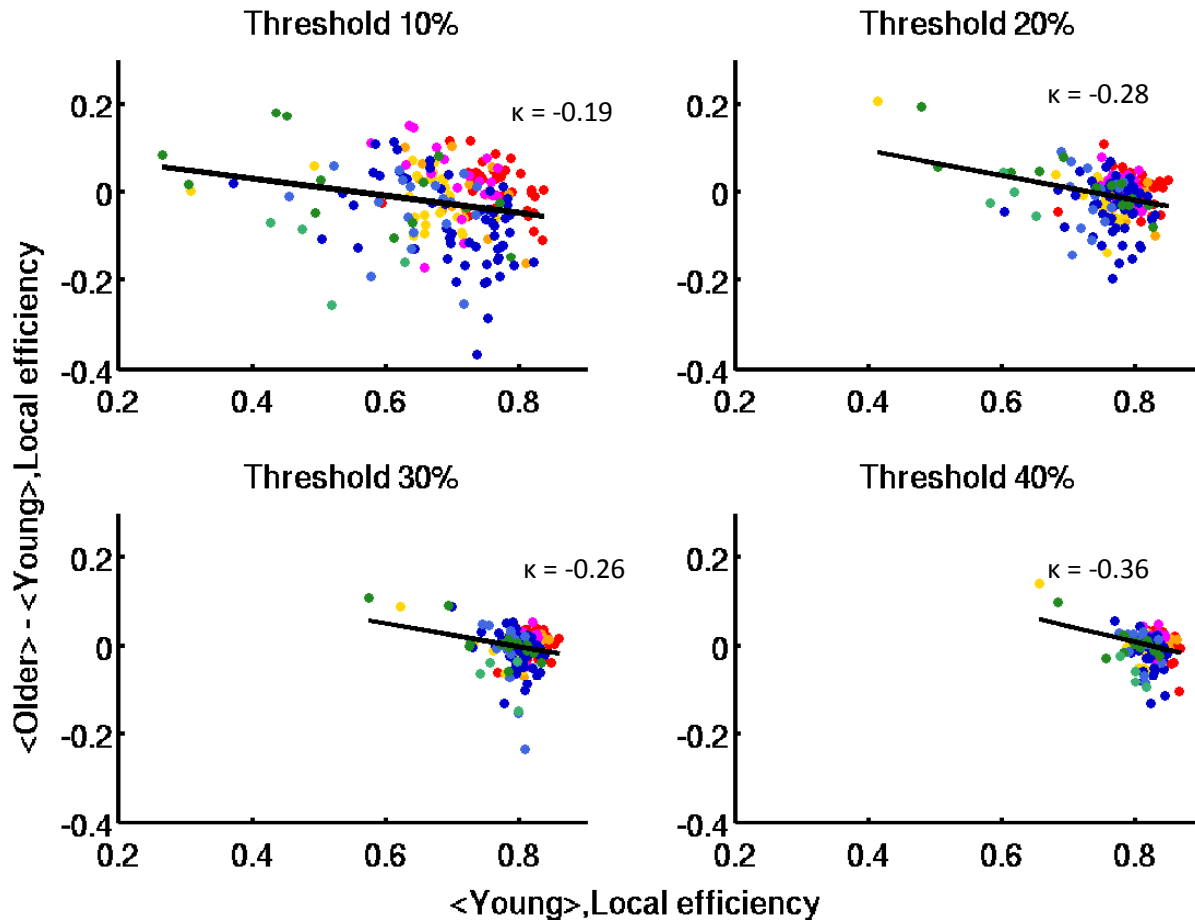 Threshold 10%
0.2
0
-0.2
-0.4
0.2 0.4 0.6 0.8
κ = -0.19
Threshold 20%
0.2
0
-0.2
-0.4
0.2 0.4 0.6 0.8
κ = -0.28
Threshold 30%
0.2
0
-0.2
-0.4
0.2 0.4 0.6 0.8
κ = -0.26
Threshold 40%
0.2
0
-0.2
-0.4
0.2 0.4 0.6 0.8
κ = -0.36
<Older> - <Young>,Local efficiency
<Young>,Local efficiency